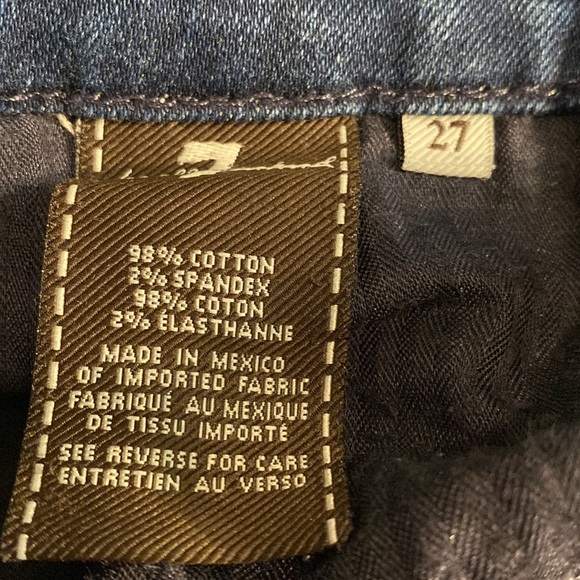 27
98% COTTON
2% SPANDEX
98% COTON
2% ÉLASTHANNE
MADE IN MEXICO
OF IMPORTED FABRIC
FABRIQUÉ AU MEXIQUE
DE TISSU IMPORTÉ
SEE REVERSE FOR CARE
ENTRETIEN AU VERSO